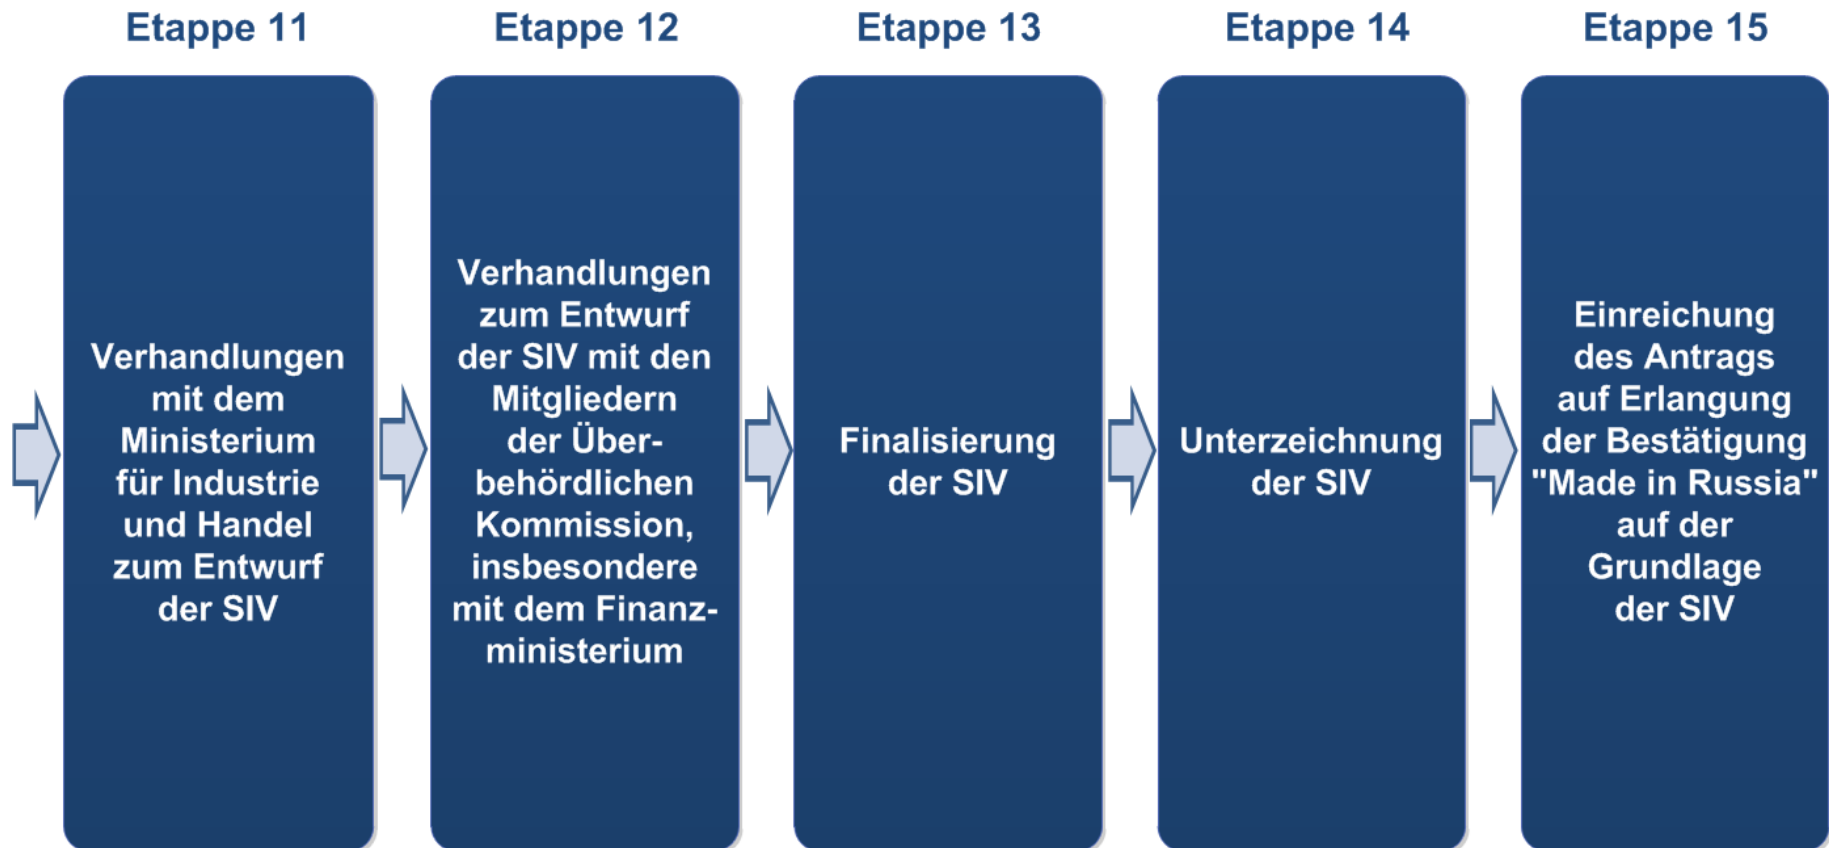 Etappe 11
Verhandlungen
mit dem
Ministerium
für Industrie
und Handel
zum Entwurf
der SIV
Etappe 12
Verhandlungen
zum Entwurf
der SIV mit den
Mitgliedern
der Über-
behördlichen
Kommission,
insbesondere
mit dem Finanz-
ministerium
Etappe 13
Finalisierung
der SIV
Etappe 14
Unterzeichnung
der SIV
Etappe 15
Einreichung
des Antrags
auf Erlangung
der Bestätigung
"Made in Russia"
auf der
Grundlage
der SIV